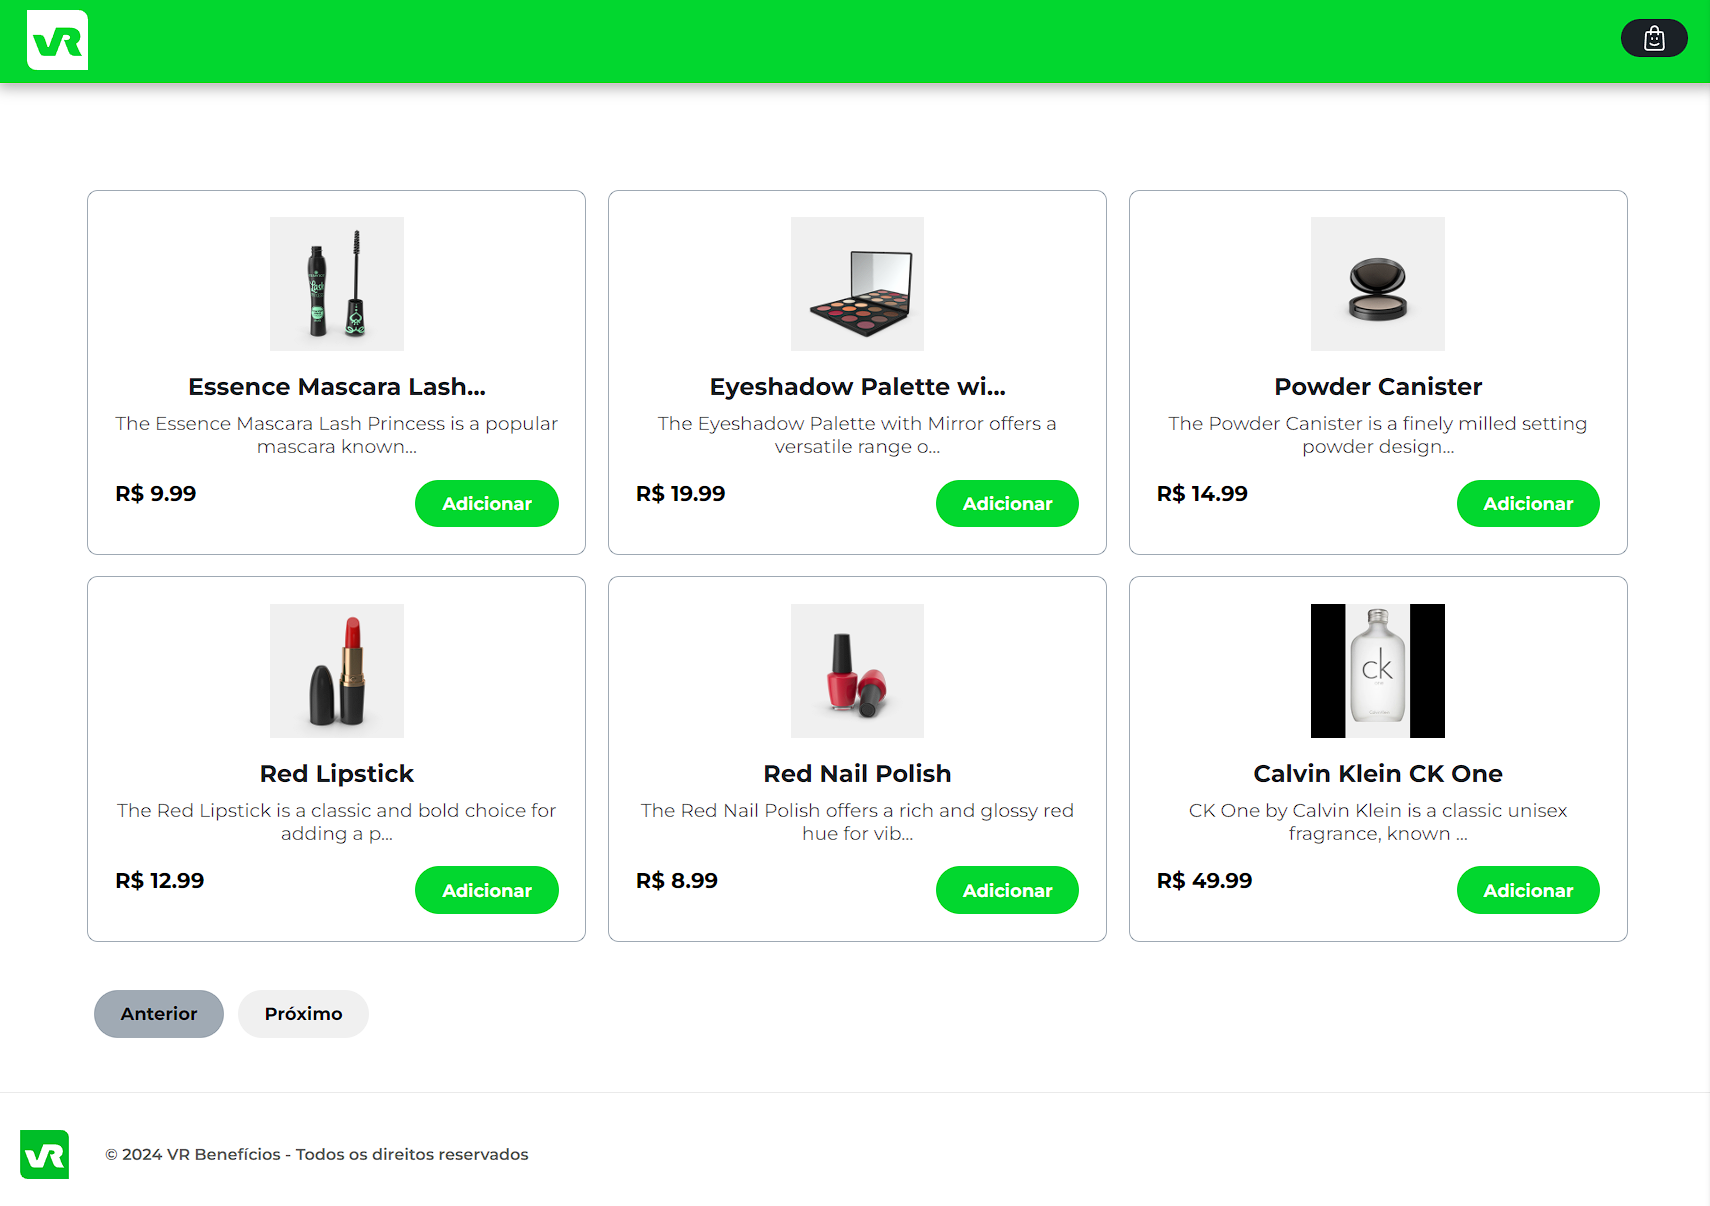 VR
Essence Mascara Lash...
The Essence Mascara Lash Princess is a popular
mascara known...
R$ 9.99
Adicionar
Eyeshadow Palette wi...
The Eyeshadow Palette with Mirror offers a
versatile range o...
R$ 19.99
Adicionar
Powder Canister
The Powder Canister is a finely milled setting
powder design...
R$ 14.99
Adicionar
Red Lipstick
The Red Lipstick is a classic and bold choice for
adding a p...
R$ 12.99
Adicionar
Red Nail Polish
The Red Nail Polish offers a rich and glossy red
hue for vib...
R$ 8.99
Adicionar
ck
Calvin Klein CK One
CK One by Calvin Klein is a classic unisex
fragrance, known ...
R$ 49.99
Adicionar
Anterior
Próximo
VR
© 2024 VR Benefícios - Todos os direitos reservados